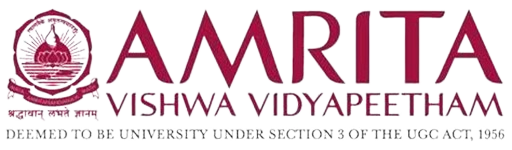 AMRITA
VISHWA VIDYAPEETHAM
श्रद्धावान् लभते ज्ञानम्
DEEMED TO BE UNIVERSITY UNDER SECTION 3 OF THE UGC ACT, 1956